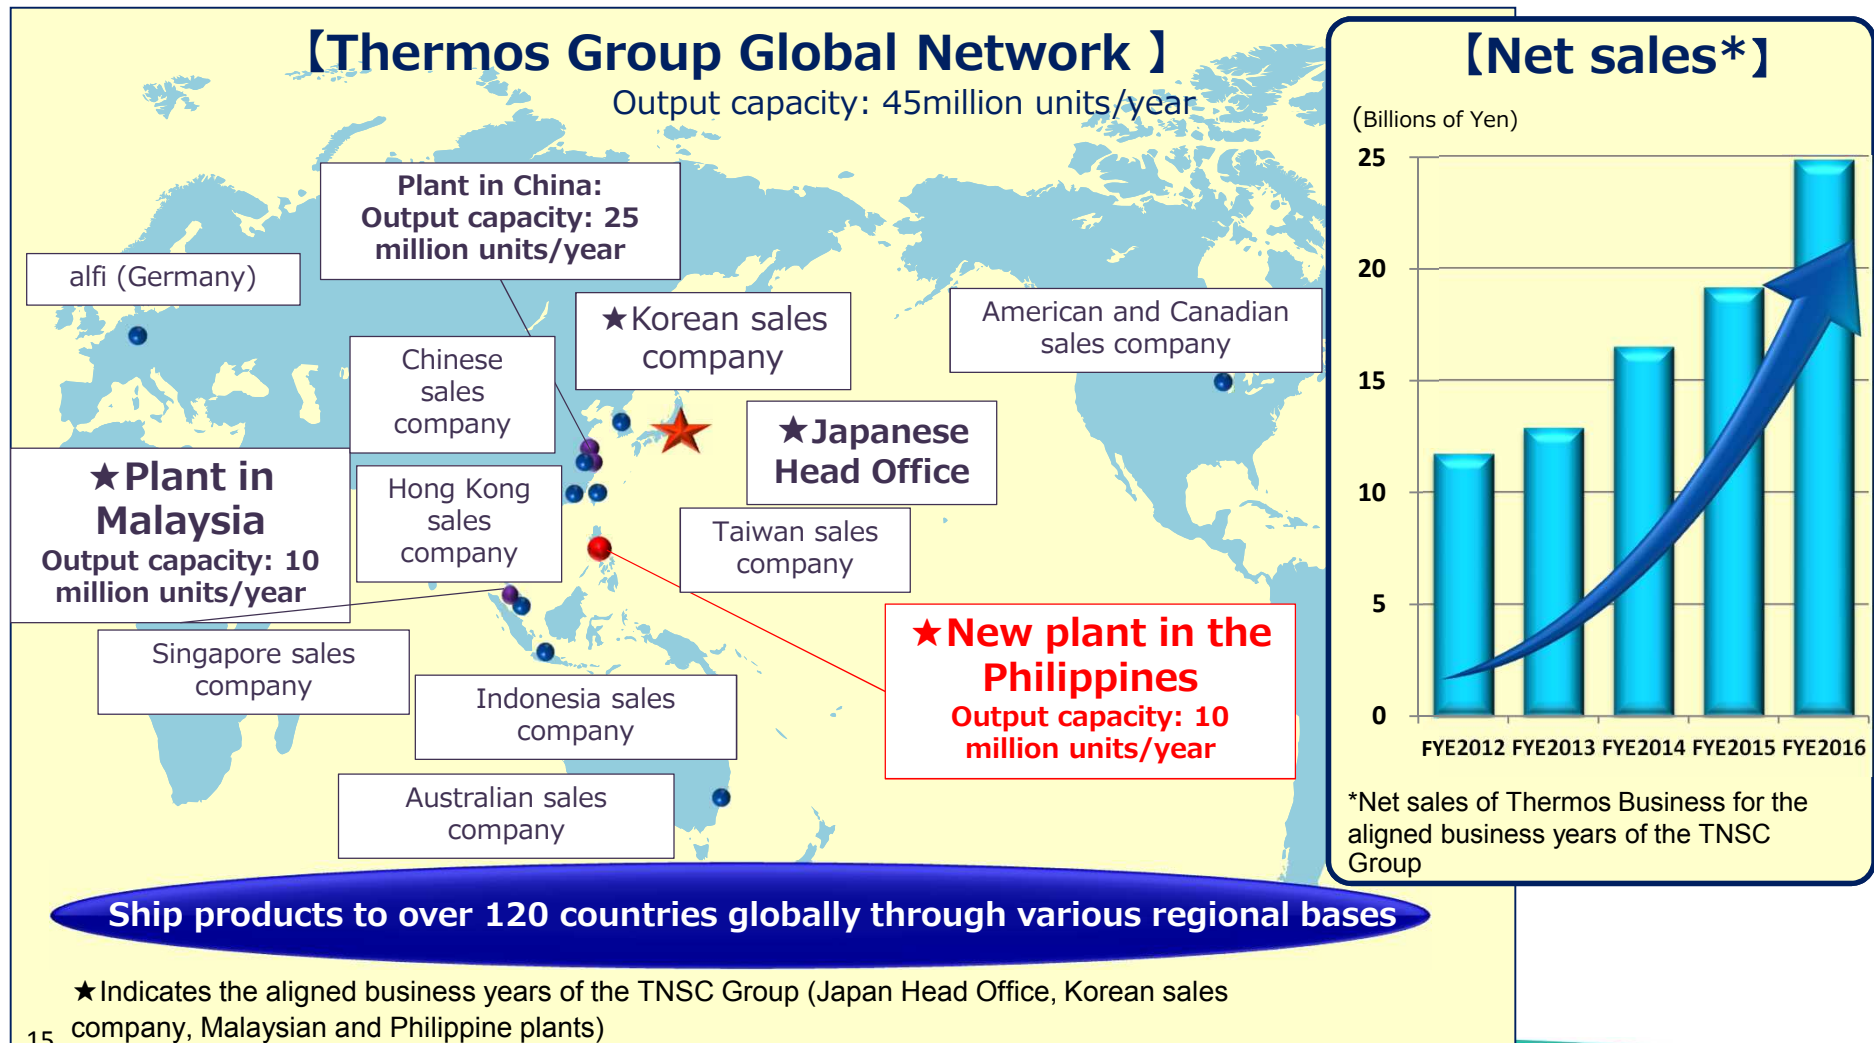 【Thermos Group Global Network 】
Output capacity: 45million units/year
Plant in China:
Output capacity: 25
million units/year
alfi (Germany)
★Korean sales
company
American and Canadian
sales company
Chinese
sales
company
★Japanese
Head Office
★Plant in
Malaysia
Output capacity: 10
million units/year
Hong Kong
sales
company
Taiwan sales
company
Singapore sales
company
★New plant in the
Philippines
Output capacity: 10
million units/year
Indonesia sales
company
Australian sales
company
Ship products to over 120 countries globally through various regional bases
★Indicates the aligned business years of the TNSC Group (Japan Head Office, Korean sales
company, Malaysian and Philippine plants)
15
【Net sales*】
(Billions of Yen)
25
20
15
10
5
0
FYE2012 FYE2013 FYE2014 FYE2015 FYE2016
*Net sales of Thermos Business for the
aligned business years of the TNSC
Group